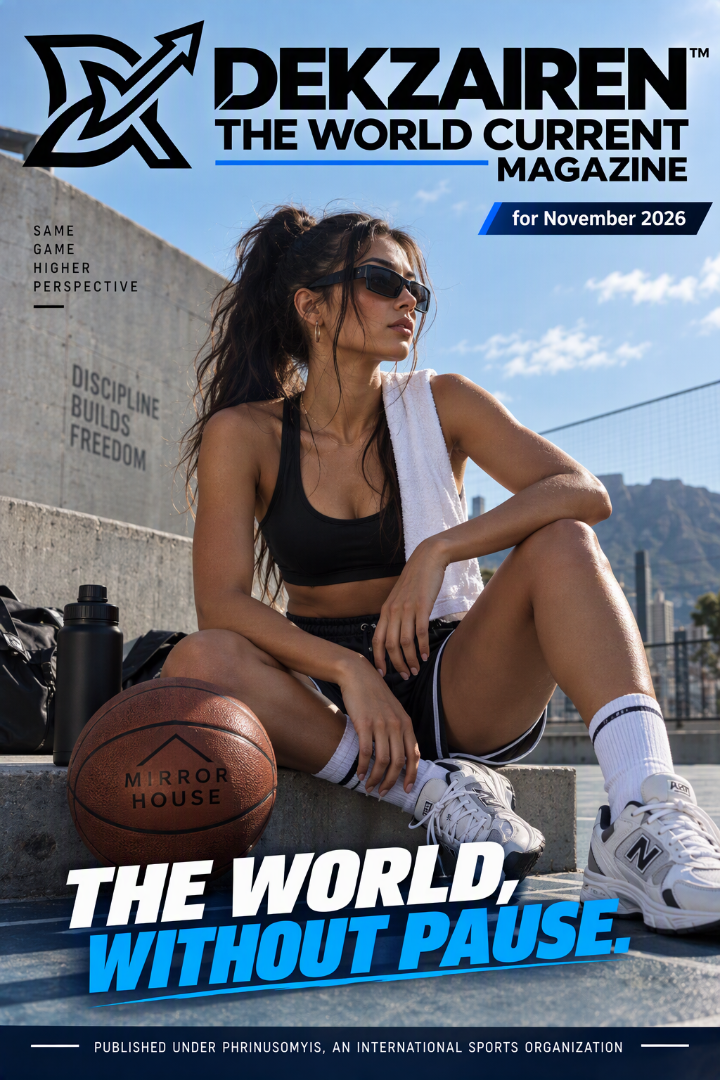 DEKZAIREN™
THE WORLD CURRENT
MAGAZINE
for November 2026
SAME
GAME
HIGHER
PERSPECTIVE
DISCIPLINE
BUILDS
FREEDOM
MIRROR
HOUSE
N
THE WORLD,
WITHOUT PAUSE.
PUBLISHED UNDER PHRINUSOMYIS, AN INTERNATIONAL SPORTS ORGANIZATION